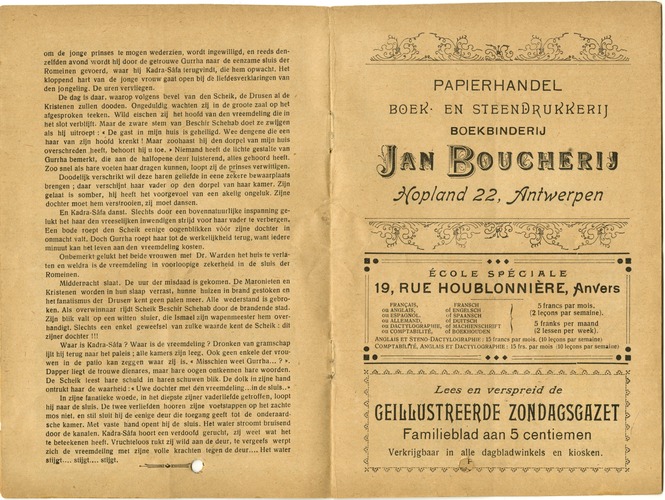 om de jonge prinses te mogen wederzien, wordt ingewilligd, en reeds den-
zelfden avond wordt hij door de getrouwe Gurrha naar de eenzame sluis der
Romeinen gevoerd, waar hij Kadra-Sâfa terugvindt, die hem opwacht. Het
kloppend hart van de jonge vrouw gaat open bij de liefdesverklaringen van
den jongeling. De uren vervliegen.
De dag is daar, waarop volgens bevel van den Scheik, de Drusen al de
Kristenen zullen dooden. Ongeduldig wachten zij in de groote zaal op het
afgesproken teeken. Wild eischen zij het hoofd van den vreemdeling die in
het slot verblijft. Maar de zware stem van Beschir Schehab doet ze zwijgen
als hij uitroept : « De gast in mijn huis is geheiligd. Wee dengene die een
haar van zijn hoofd krenkt ! Maar zoohaast hij den dorpel van mijn huis
overschreden heeft, behoort hij u toe. » Niemand heeft de lichte gestalte van
Gurrha bemerkt, die aan de halfopene deur luisterend, alles gehoord heeft.
Zoo snel als hare voeten haar dragen kunnen, loopt zij de prinses verwittigen.
Doodelijk verschrikt wil deze haren geliefde in eene zekere bewaarplaats
brengen ; daar verschijnt haar vader op den dorpel van haar kamer. Zijn
gelaat is somber, hij heeft het voorgevoel van een akelig ongeluk. Zijne
dochter moet hem verstrooien, zij moet dansen.
En Kadra-Sâfa danst. Slechts door een bovennatuurlijke inspanning ge-
lukt het haar den vreeselijken inwendigen strijd voor haar vader te verbergen.
Een bode roept den Scheik eenige oogenblikken vóór zijne dochter in
onmacht valt. Doch Gurrha roept haar tot de werkelijkheid terug, want iedere
minuut kan het leven aan den vreemdeling kosten.
Onbemerkt gelukt het beide vrouwen met Dr. Warden het huis te verla-
ten en weldra is de vreemdeling in voorloopige zekerheid in de sluis der
Romeinen.
Middernacht slaat. De uur der misdaad is gekomen. De Maronieten en
Kristenen worden in hun slaap verrast, hunne huizen in brand gestoken en
het fanatismus der Drusen kent geen palen meer. Alle wederstand is gebro-
ken. Als overwinnaar rijdt Scheik Beschir Schehab door de brandende stad.
Zijn blik valt op een witten sluier, die Ismael zijn wapenmeester hem over-
handigt. Slechts een enkel geweefsel van zulke waarde kent de Scheik : dit
zijner dochter !!!
Waar is Kadra-Sâfa ? Waar is de vreemdeling ? Dronken van gramschap
ijlt hij terug naar het paleis ; alle kamers zijn leeg. Ook geen enkele der vrou-
wen in de patio kan zeggen waar zij is. « Misschien weet Gurrha... ? ».
Dapper liegt de trouwe dienares, maar hare oogen ontkennen hare woorden.
De Scheik leest hare schuld in haren schuwen blik. De dolk in zijne hand
ontrukt haar de waarheid : « Uwe dochter met den vreemdeling...in de sluis..»
In zijne fanatieke woede, in het diepste zijner vaderliefde getroffen, loopt
hij naar de sluis. De twee verliefden hooren zijne voetstappen op het zachte
mos niet, en stil sluit hij de eenige deur die toegang geeft tot de onderaard-
sche kamer. Met vaste hand opent hij de sluis. Het water stroomt bruisend
door de kanalen. Kadra-Sâfa hoort een verdoofd gerucht, zij weet wat het
te beteekenen heeft. Vruchteloos rukt zij wild aan de deur, te vergeefs werpt
zich de vreemdeling met zijne volle krachten tegen de deur.... Het water
stijgt.... stijgt.... stijgt.
PAPIERHANDEL
BOEK- EN STEENDRUKKERIJ
BOEKBINDERIJ
JAN BOUCHERIJ
Hopland 22, Antwerpen
ÉCOLE SPÉCIALE
19, RUE HOUBLONNIÈRE, Anvers
FRANÇAIS, of FRANSCH
OU ANGLAIS, of ENGELSCH
OU ESPAGNOL, of SPAANSCH
OU ALLEMAND, of DUITSCH
OU DACTYLOGRAPHIE, of MACHIENSCHRIFT
OU COMPTABILITÉ, of BOEKHOUDEN
5 francs par mois.
(2 leçons par semaine).
5 franks per maand
(2 lessen per week).
ANGLAIS ET STENO-DACTYLOGRAPHIE : 15 francs par mois. (10 leçons par semaine)
COMPTABILITÉ, ANGLAIS ET DACTYLOGRAPHIE : 15 frs. par mois (10 leçons par semaine)
Lees en verspreid de
GEILLUSTREERDE ZONDAGSGAZET
Familieblad aan 5 centiemen
Verkrijgbaar in alle dagbladwinkels en kiosken.